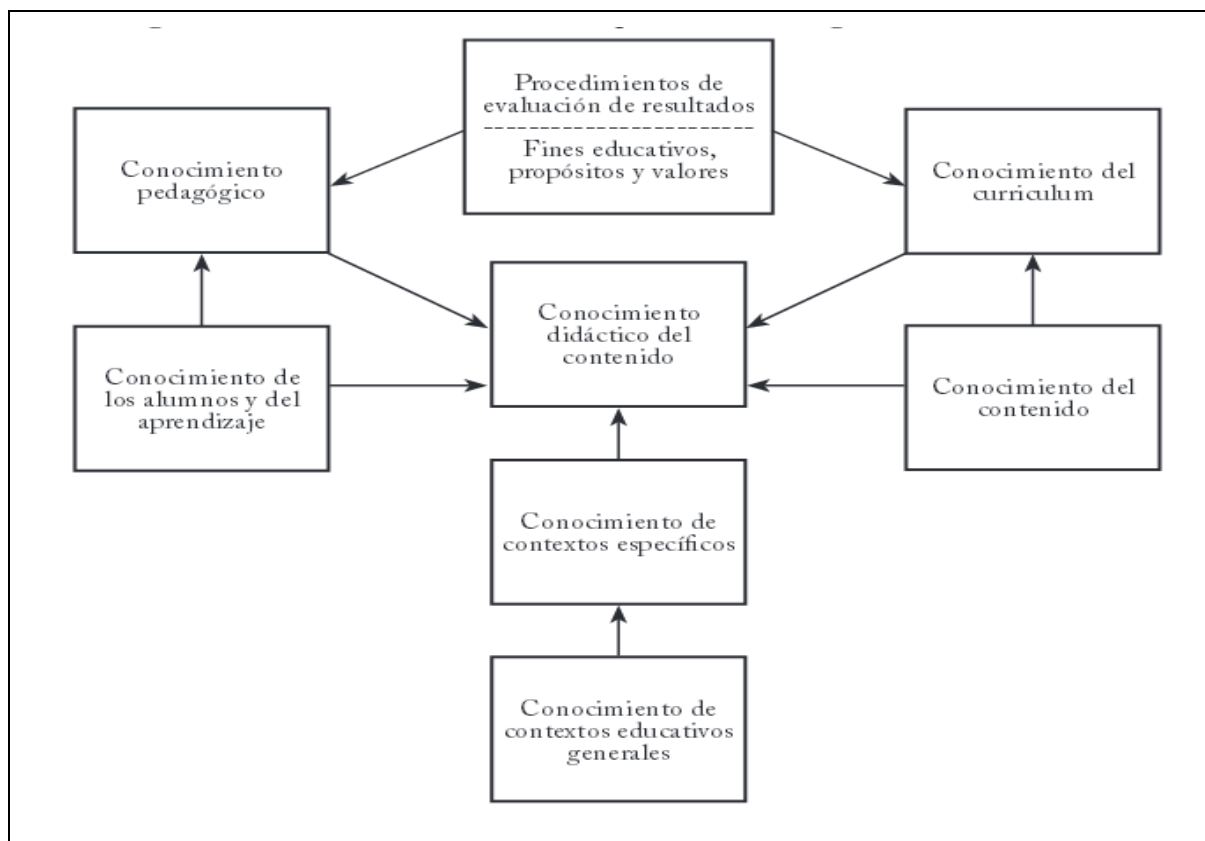 Procedimientos de
evaluación de resultados
Fines educativos,
propósitos y valores
Conocimiento
pedagógico
Conocimiento del
curriculum
Conocimiento
didáctico del
contenido
Conocimiento de
los alumnos y del
aprendizaje
Conocimiento del
contenido
Conocimiento de
contextos específicos
Conocimiento de
contextos educativos
generales